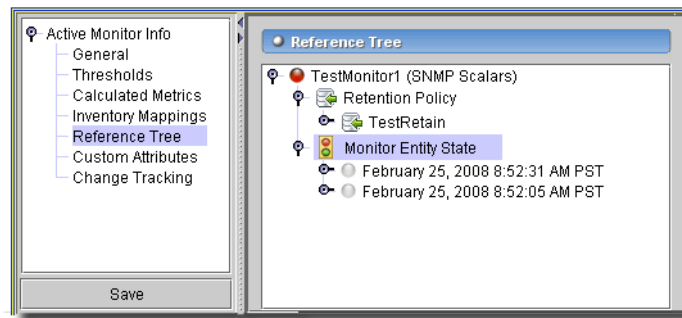 Active Monitor Info
General
Thresholds
Calculated Metrics
Inventory Mappings
Reference Tree
Custom Attributes
Change Tracking
Save
Reference Tree
TestMonitor1 (SNMP Scalars)
Retention Policy
TestRetain
Monitor Entity State
February 25, 2008 8:52:31 AM PST
February 25, 2008 8:52:05 AM PST